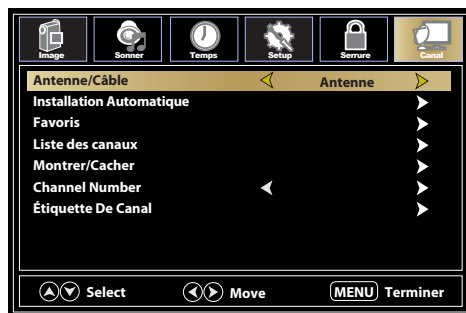 Image Sonner Temps Setup Serrure Canal
Antenne/Câble Antenne
Installation Automatique
Favoris
Liste des canaux
Montrer/Cacher
Channel Number
Étiquette De Canal
Select Move MENU Terminer